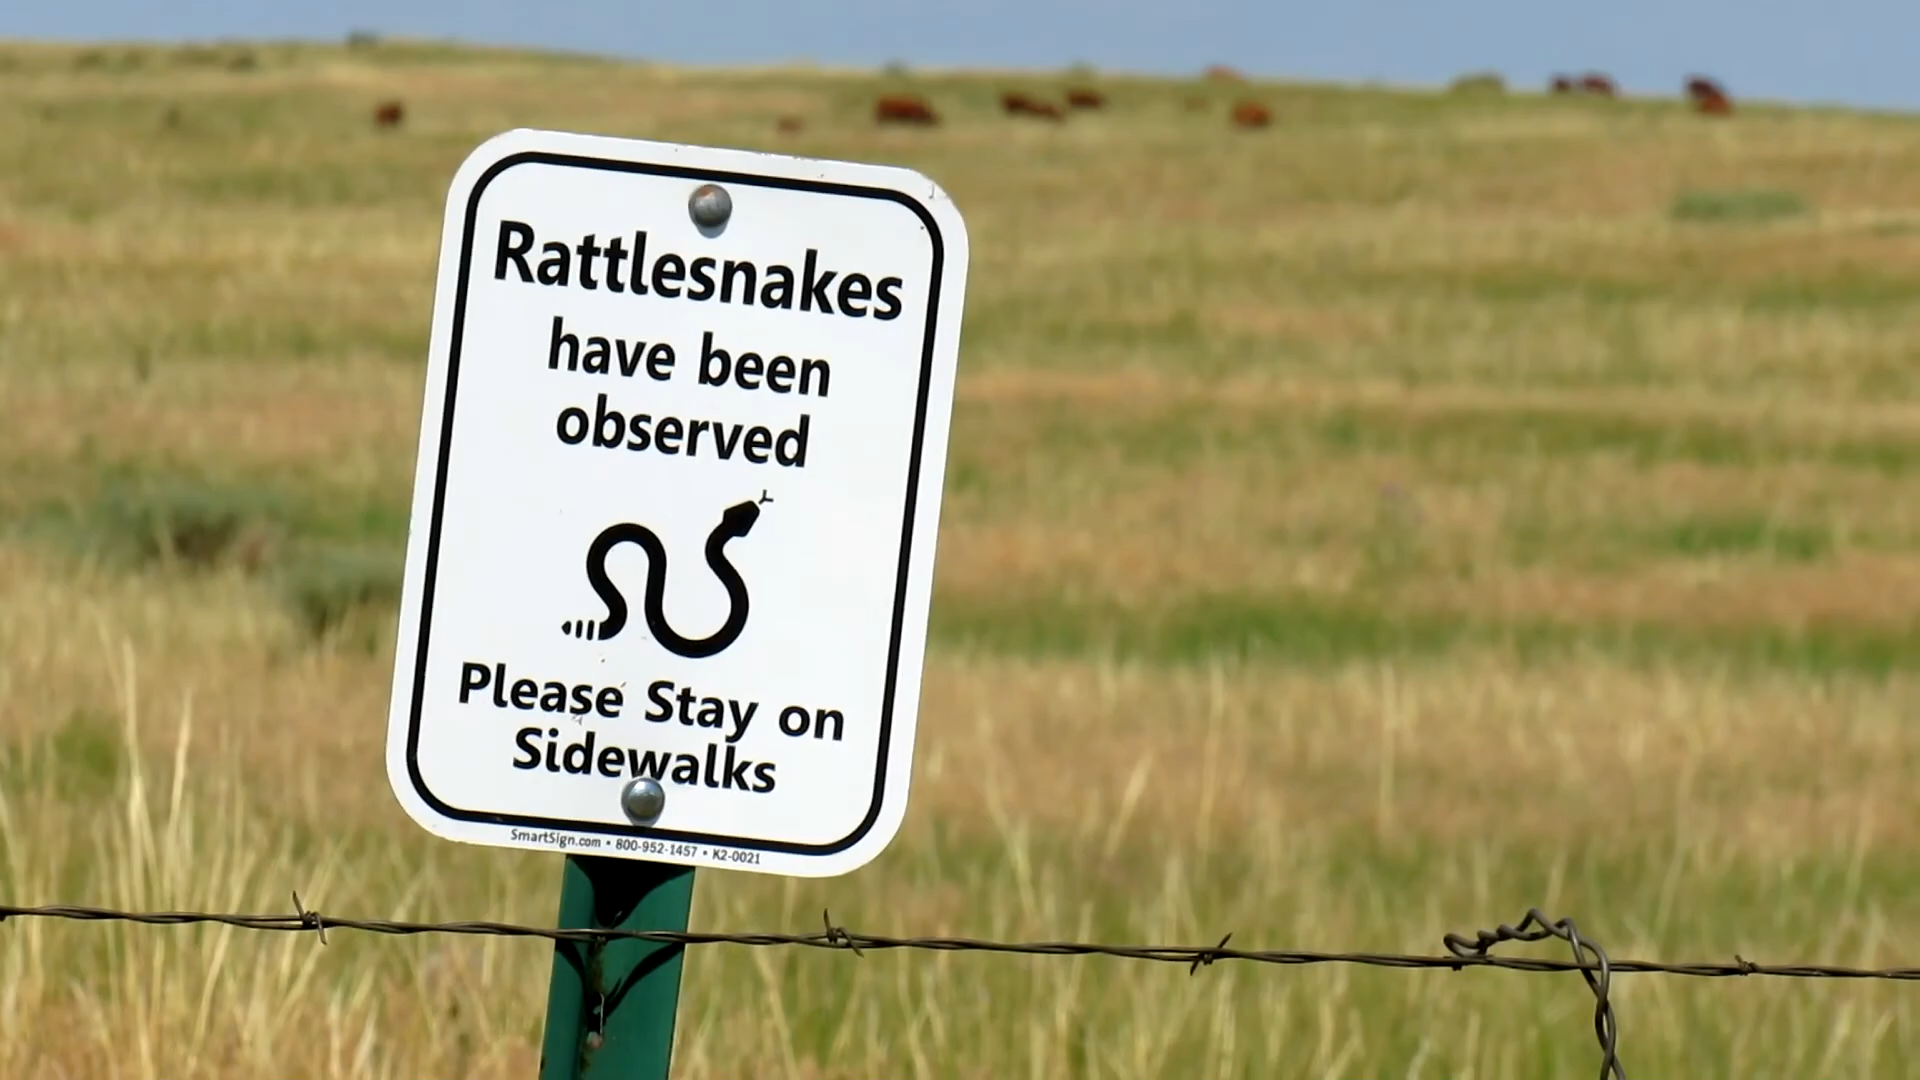 Rattlesnakes
have been
observed
Please Stay on
Sidewalks
SmartSign.com • 800-952-1457 • K2-0021